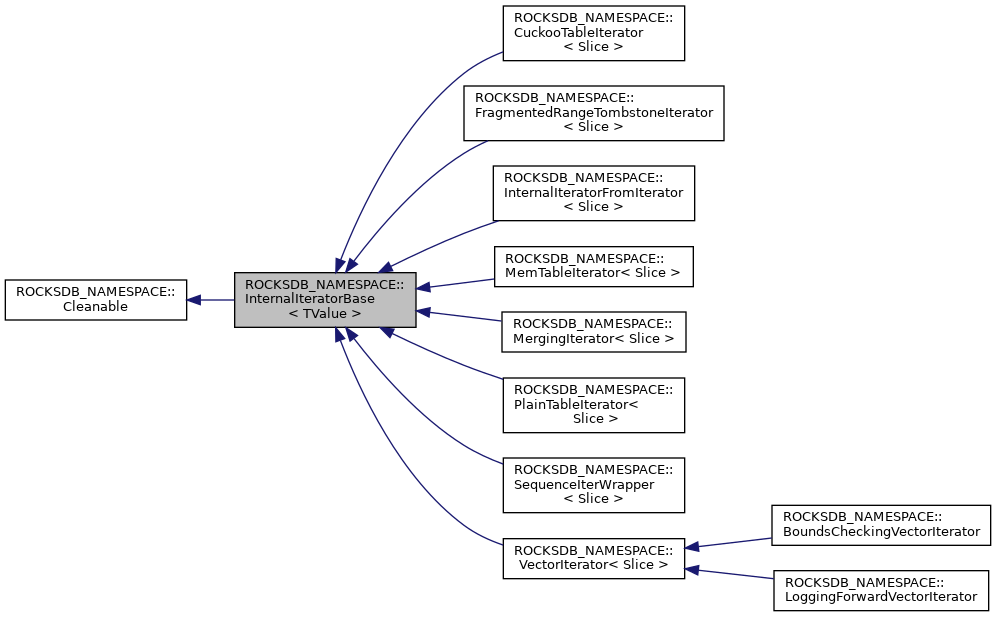 ROCKSDB_NAMESPACE::
CuckooTableIterator
< Slice >
ROCKSDB_NAMESPACE::
FragmentedRangeTombstoneIterator
< Slice >
ROCKSDB_NAMESPACE::
InternalIteratorFromIterator
< Slice >
ROCKSDB_NAMESPACE::
MemTableIterator< Slice >
ROCKSDB_NAMESPACE::
Cleanable
ROCKSDB_NAMESPACE::
InternalIteratorBase
< TValue >
ROCKSDB_NAMESPACE::
MergingIterator< Slice >
ROCKSDB_NAMESPACE::
PlainTableIterator<
Slice >
ROCKSDB_NAMESPACE::
SequenceIterWrapper
< Slice >
ROCKSDB_NAMESPACE::
VectorIterator< Slice >
ROCKSDB_NAMESPACE::
BoundsCheckingVectorIterator
ROCKSDB_NAMESPACE::
LoggingForwardVectorIterator